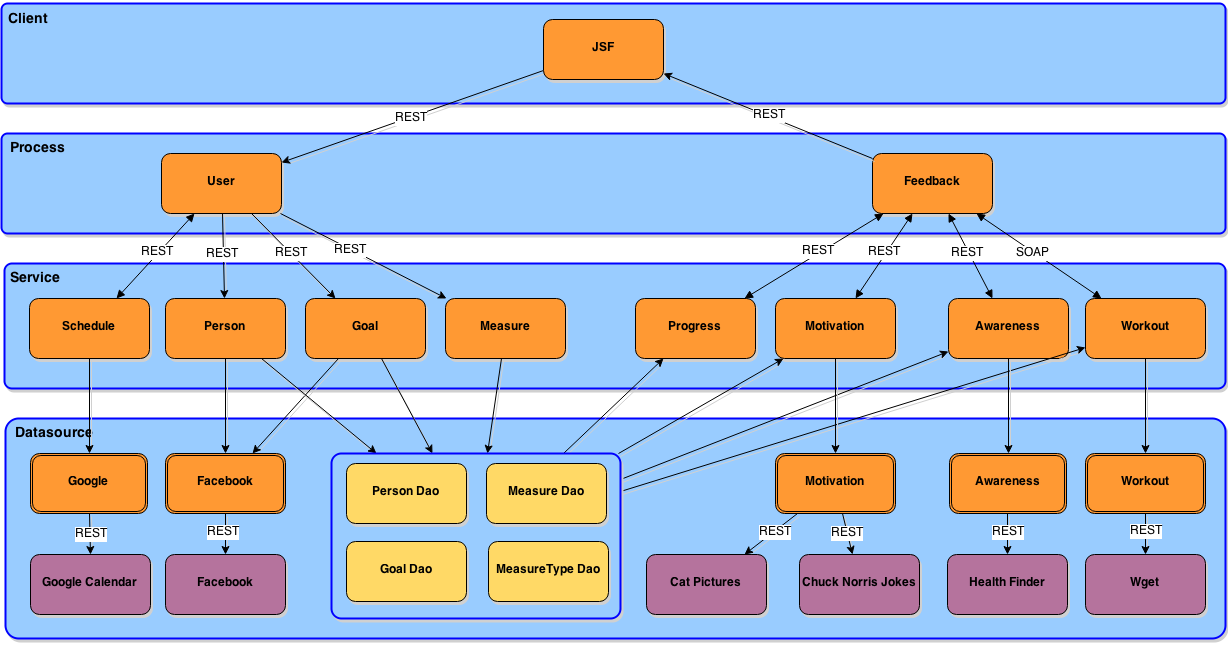 Client
JSF
REST
REST
Process
User
Feedback
REST
REST
REST
REST
REST
REST
REST
SOAP
Service
Schedule
Person
Goal
Measure
Progress
Motivation
Awareness
Workout
Datasource
Google
Facebook
Person Dao
Measure Dao
Motivation
Awareness
Workout
REST
REST
REST
REST
REST
REST
Google Calendar
Facebook
Goal Dao
MeasureType Dao
Cat Pictures
Chuck Norris Jokes
Health Finder
Wget